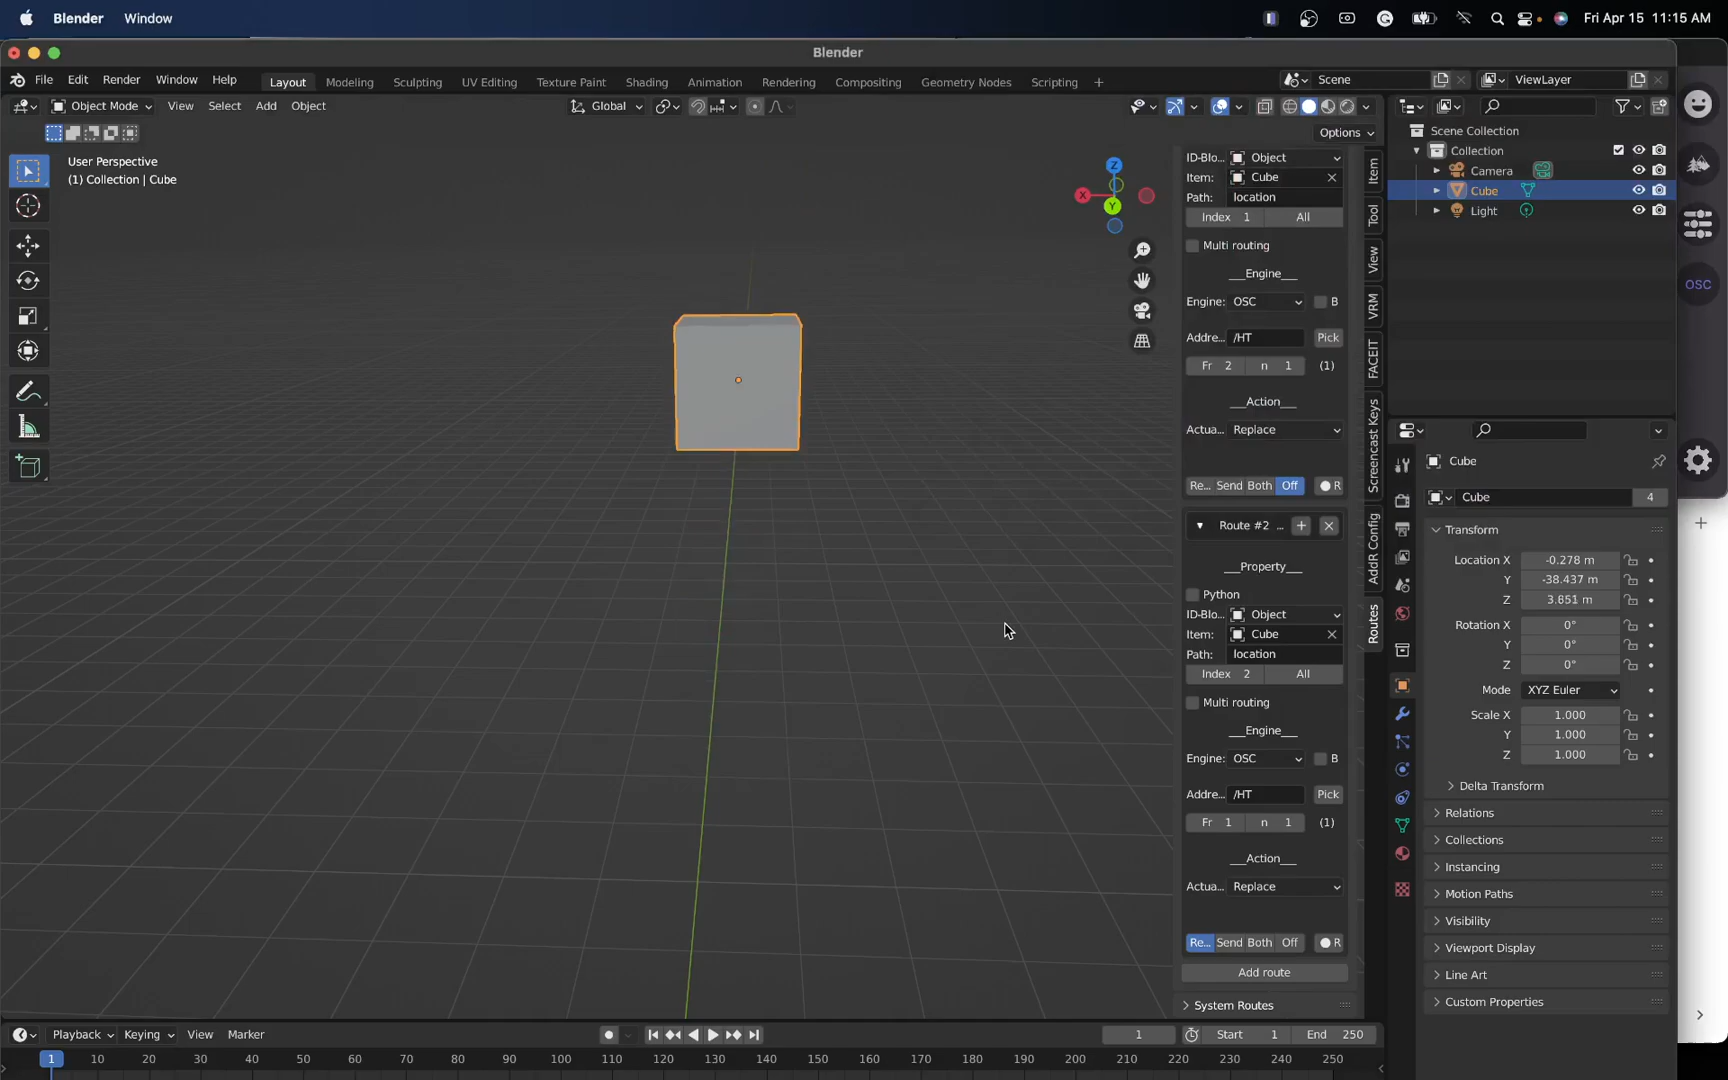 Blender Window Fri Apr 15 11:15 AM
Blender
File Edit Render Window Help Layout Modeling Sculpting UV Editing Texture Paint Shading Animation Rendering Compositing Geometry Nodes Scripting + Scene ViewLayer
Object Mode View Select Add Object Global
Options
User Perspective
(1) Collection | Cube
X Y Z
ID-Blo... Object
Item: Cube
Path: location
Index 1 All
Multi routing
__Engine__
Engine: OSC B
Addre... /HT Pick
Fr 2 n 1 (1)
__Action__
Actua... Replace
Re... Send Both Off R
Route #2 ...
__Property__
Python
ID-Blo... Object
Item: Cube
Path: location
Index 2 All
Multi routing
__Engine__
Engine: OSC B
Addre... /HT Pick
Fr 1 n 1 (1)
__Action__
Actua... Replace
Re... Send Both Off R
Add route
System Routes
Item
Tool
View
VRM
FACEIT
Screencast Keys
AddR Config
Routes
Scene Collection
Collection
Camera
Cube
Light
OSC
Cube
Cube 4
Transform
Location X -0.278 m
Y -38.437 m
Z 3.651 m
Rotation X 0°
Y 0°
Z 0°
Mode XYZ Euler
Scale X 1.000
Y 1.000
Z 1.000
Delta Transform
Relations
Collections
Instancing
Motion Paths
Visibility
Viewport Display
Line Art
Custom Properties
Playback Keying View Marker 1 Start 1 End 250
1 10 20 30 40 50 60 70 80 90 100 110 120 130 140 150 160 170 180 190 200 210 220 230 240 250